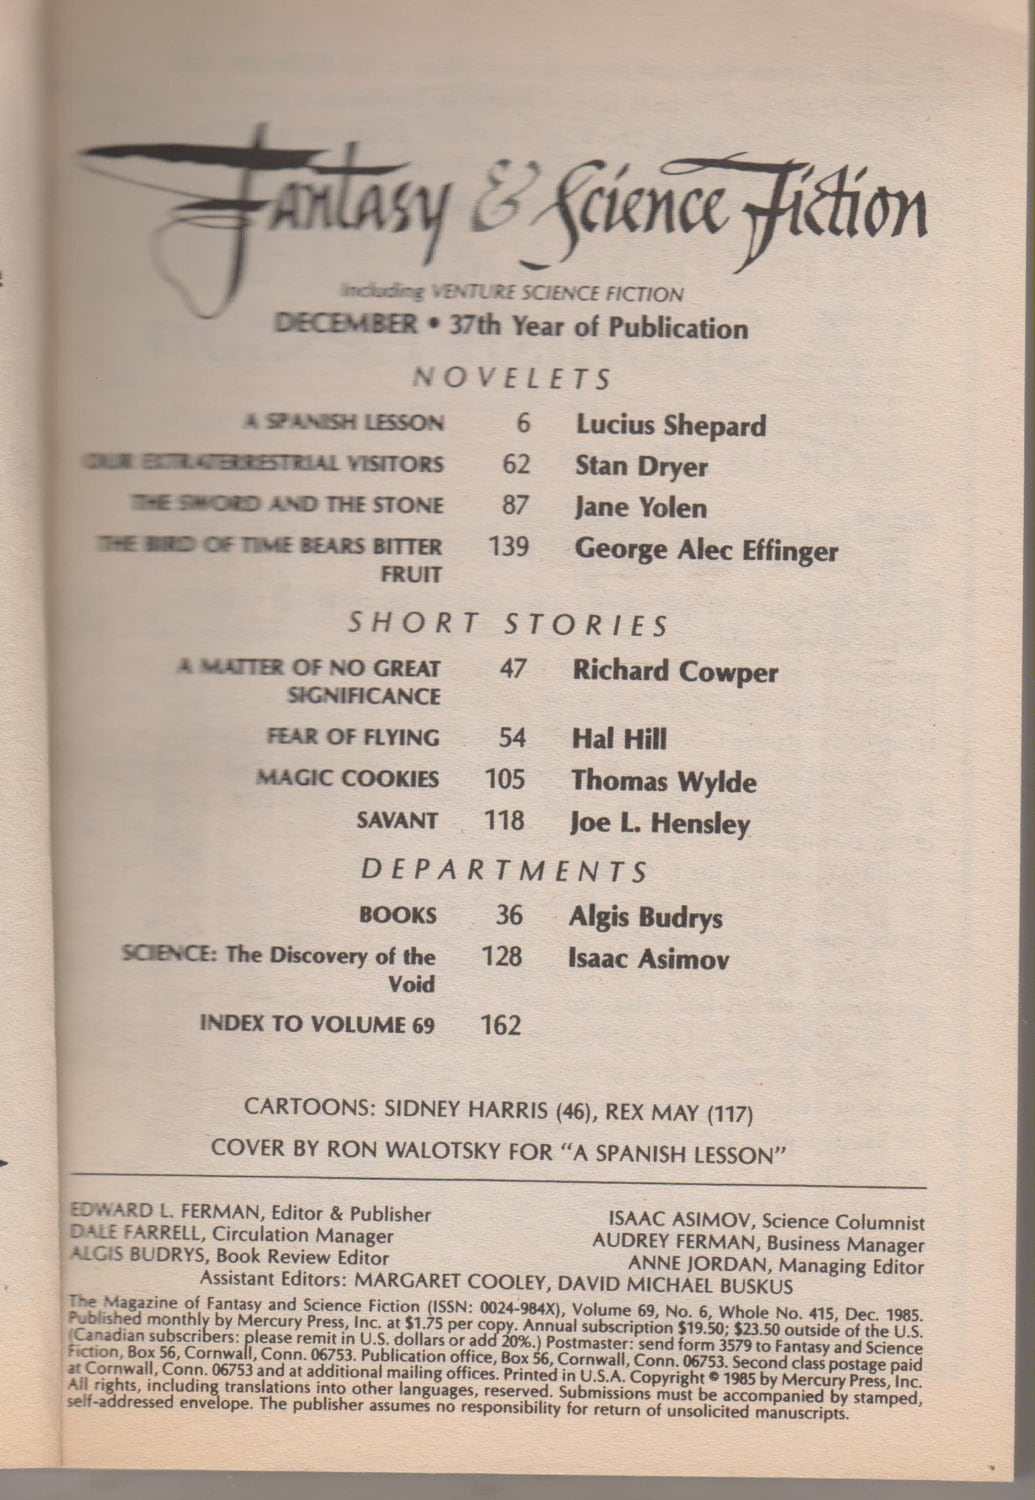 Fantasy & Science Fiction
Including VENTURE SCIENCE FICTION
DECEMBER • 37th Year of Publication
NOVELETS
A SPANISH LESSON 6 Lucius Shepard
OUR EXTRATERRESTRIAL VISITORS 62 Stan Dryer
THE SWORD AND THE STONE 87 Jane Yolen
THE BIRD OF TIME BEARS BITTER 139 George Alec Effinger
FRUIT
SHORT STORIES
A MATTER OF NO GREAT 47 Richard Cowper
SIGNIFICANCE
FEAR OF FLYING 54 Hal Hill
MAGIC COOKIES 105 Thomas Wylde
SAVANT 118 Joe L. Hensley
DEPARTMENTS
BOOKS 36 Algis Budrys
SCIENCE: The Discovery of the 128 Isaac Asimov
Void
INDEX TO VOLUME 69 162
CARTOONS: SIDNEY HARRIS (46), REX MAY (117)
COVER BY RON WALOTSKY FOR "A SPANISH LESSON"
EDWARD L. FERMAN, Editor & Publisher ISAAC ASIMOV, Science Columnist
DALE FARRELL, Circulation Manager AUDREY FERMAN, Business Manager
ALGIS BUDRYS, Book Review Editor ANNE JORDAN, Managing Editor
Assistant Editors: MARGARET COOLEY, DAVID MICHAEL BUSKUS
The Magazine of Fantasy and Science Fiction (ISSN: 0024-984X), Volume 69, No. 6, Whole No. 415, Dec. 1985.
Published monthly by Mercury Press, Inc. at $1.75 per copy. Annual subscription $19.50; $23.50 outside of the U.S.
(Canadian subscribers: please remit in U.S. dollars or add 20%.) Postmaster: send form 3579 to Fantasy and Science
Fiction, Box 56, Cornwall, Conn. 06753. Publication office, Box 56, Cornwall, Conn. 06753. Second class postage paid
at Cornwall, Conn. 06753 and at additional mailing offices. Printed in U.S.A. Copyright © 1985 by Mercury Press, Inc.
All rights, including translations into other languages, reserved. Submissions must be accompanied by stamped,
self-addressed envelope. The publisher assumes no responsibility for return of unsolicited manuscripts.